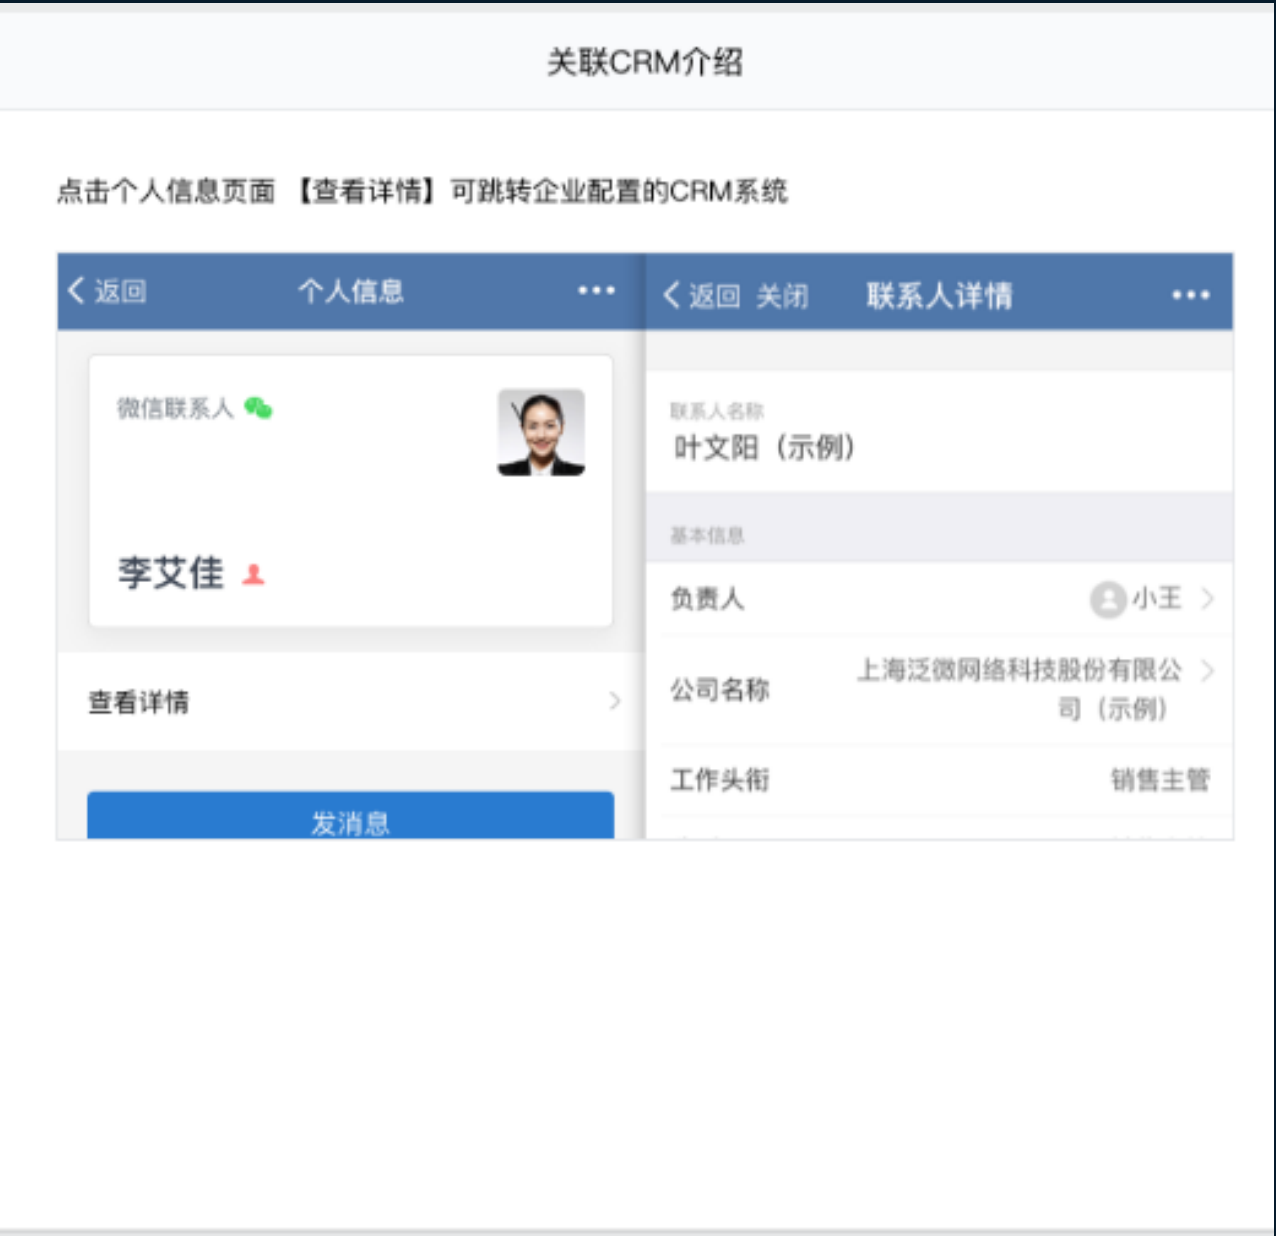 关联CRM介绍
点击个人信息页面 【查看详情】可跳转企业配置的CRM系统
返回 个人信息
微信联系人
李艾佳
查看详情
发消息
返回 关闭 联系人详情
联系人名称
叶文阳（示例）
基本信息
负责人 小王
公司名称 上海泛微网络科技股份有限公
司（示例）
工作头衔 销售主管